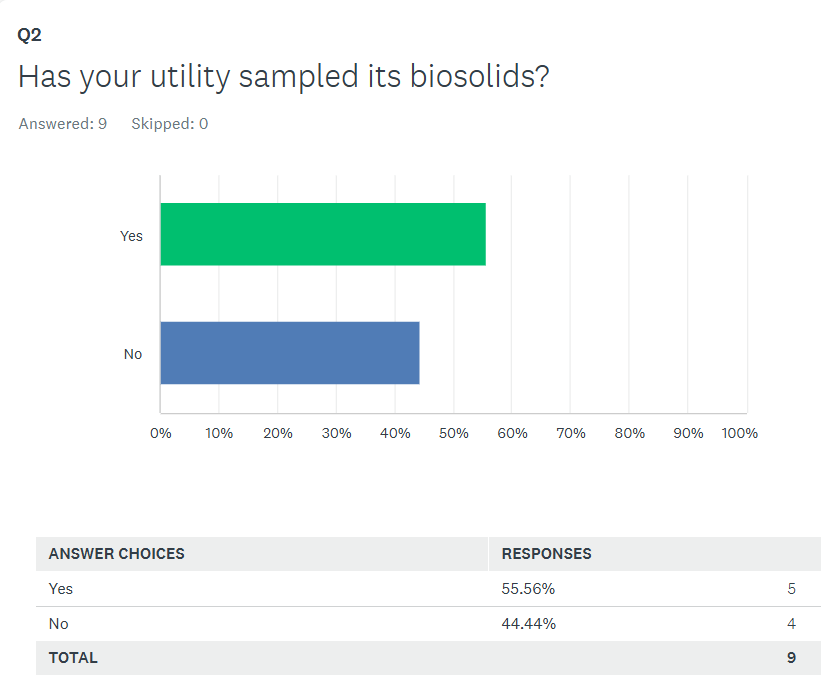 Q2
Has your utility sampled its biosolids?
Answered: 9 Skipped: 0
Yes
No
0% 10% 20% 30% 40% 50% 60% 70% 80% 90% 100%
ANSWER CHOICES RESPONSES
Yes 55.56% 5
No 44.44% 4
TOTAL 9